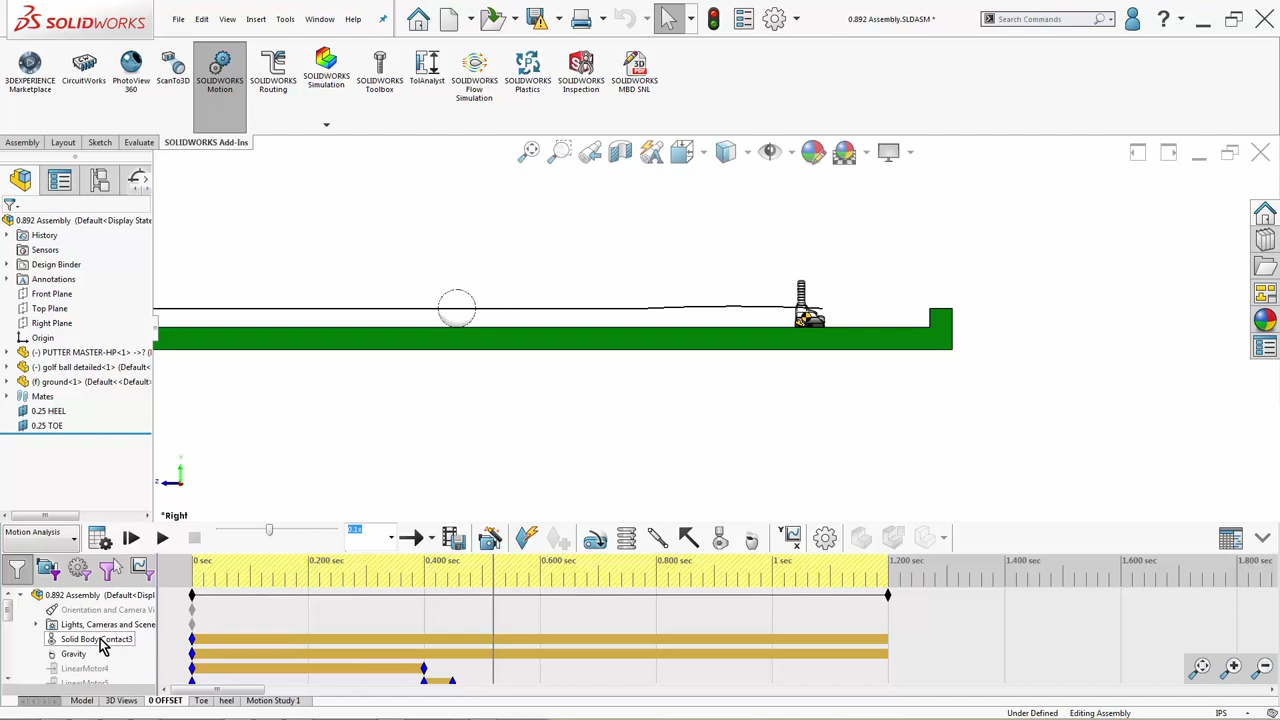 SOLIDWORKS File Edit View Insert Tools Window Help 0.892 Assembly.SLDASM * Search Commands ?
3DEXPERIENCE Marketplace
CircuitWorks
PhotoView 360
ScanTo3D
SOLIDWORKS Motion
SOLIDWORKS Routing
SOLIDWORKS Simulation
SOLIDWORKS Toolbox
TolAnalyst
SOLIDWORKS Flow Simulation
SOLIDWORKS Plastics
SOLIDWORKS Inspection
SOLIDWORKS MBD SNL
Assembly Layout Sketch Evaluate SOLIDWORKS Add-Ins
0.892 Assembly (Default<Display State
History
Sensors
Design Binder
Annotations
Front Plane
Top Plane
Right Plane
Origin
(-) PUTTER MASTER-HP<1> ->? (
(-) golf ball detailed<1> (Default
(f) ground<1> (Default<<Default
Mates
0.25 HEEL
0.25 TOE
Y
Z
*Right
Motion Analysis
0 sec 0.200 sec 0.400 sec 0.600 sec 0.800 sec 1 sec 1.200 sec 1.400 sec 1.600 sec 1.800 sec
0.892 Assembly (Default<Displ
Orientation and Camera Vi
Lights, Cameras and Scene
Solid Body Contact3
Gravity
LinearMotor4
LinearMotor5
Model 3D Views 0 OFFSET Toe heel Motion Study 1
Under Defined Editing Assembly IPS